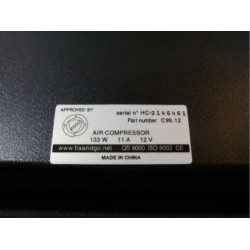 APPROVED BY
serial n° HC-0146461
Part number C99.12
AIR COMPRESSOR
133 W 11 A 12 V
www.fixandgo.net QS 9000 ISO-9002 CE
MADE IN CHINA